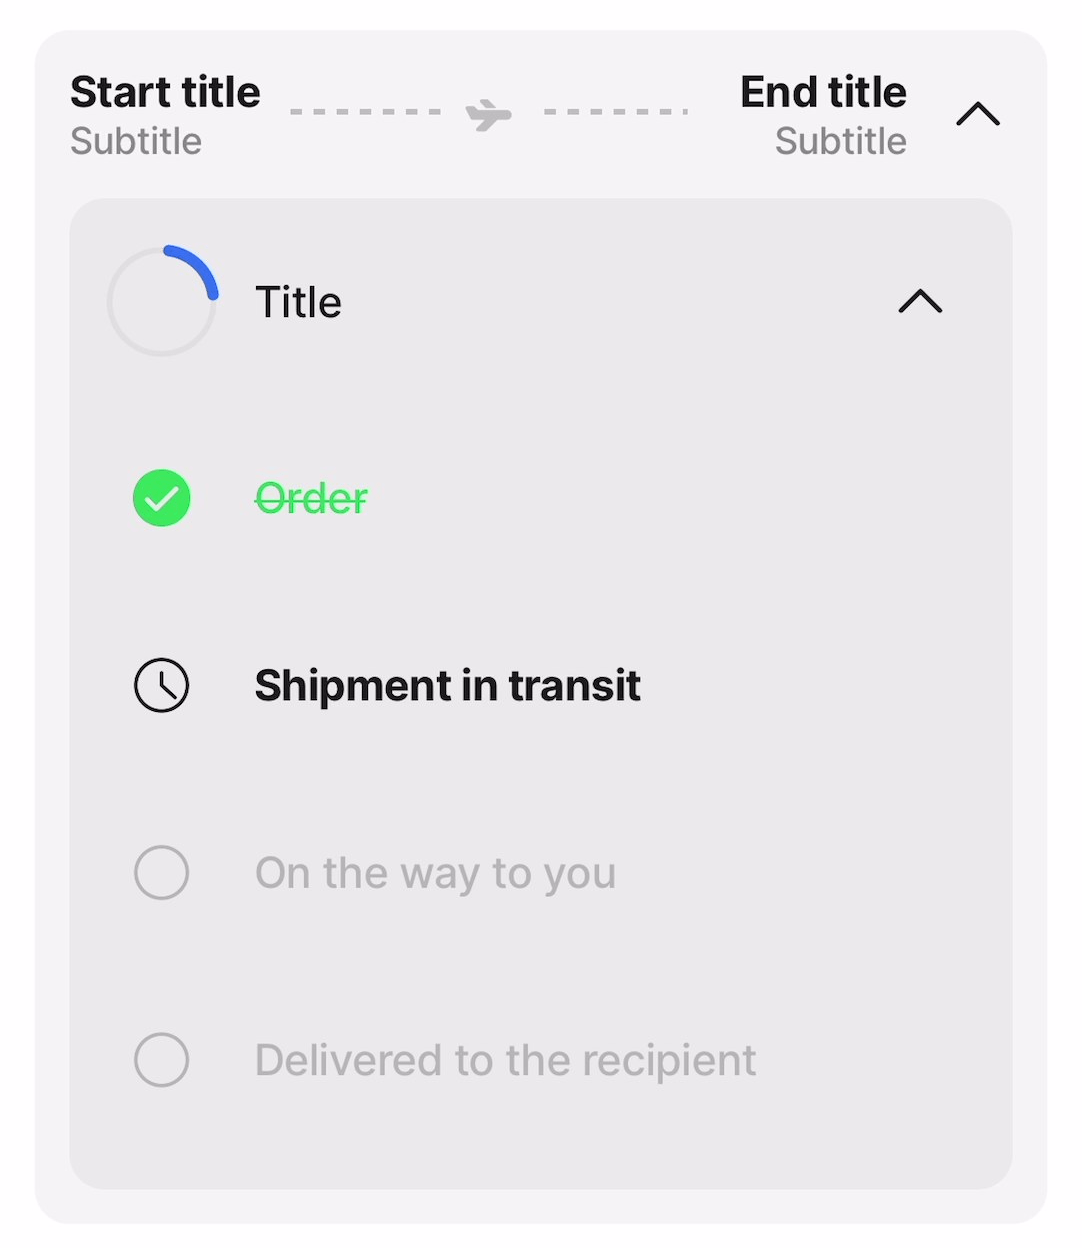 Start title
Subtitle
End title
Subtitle
Title
Order
Shipment in transit
On the way to you
Delivered to the recipient